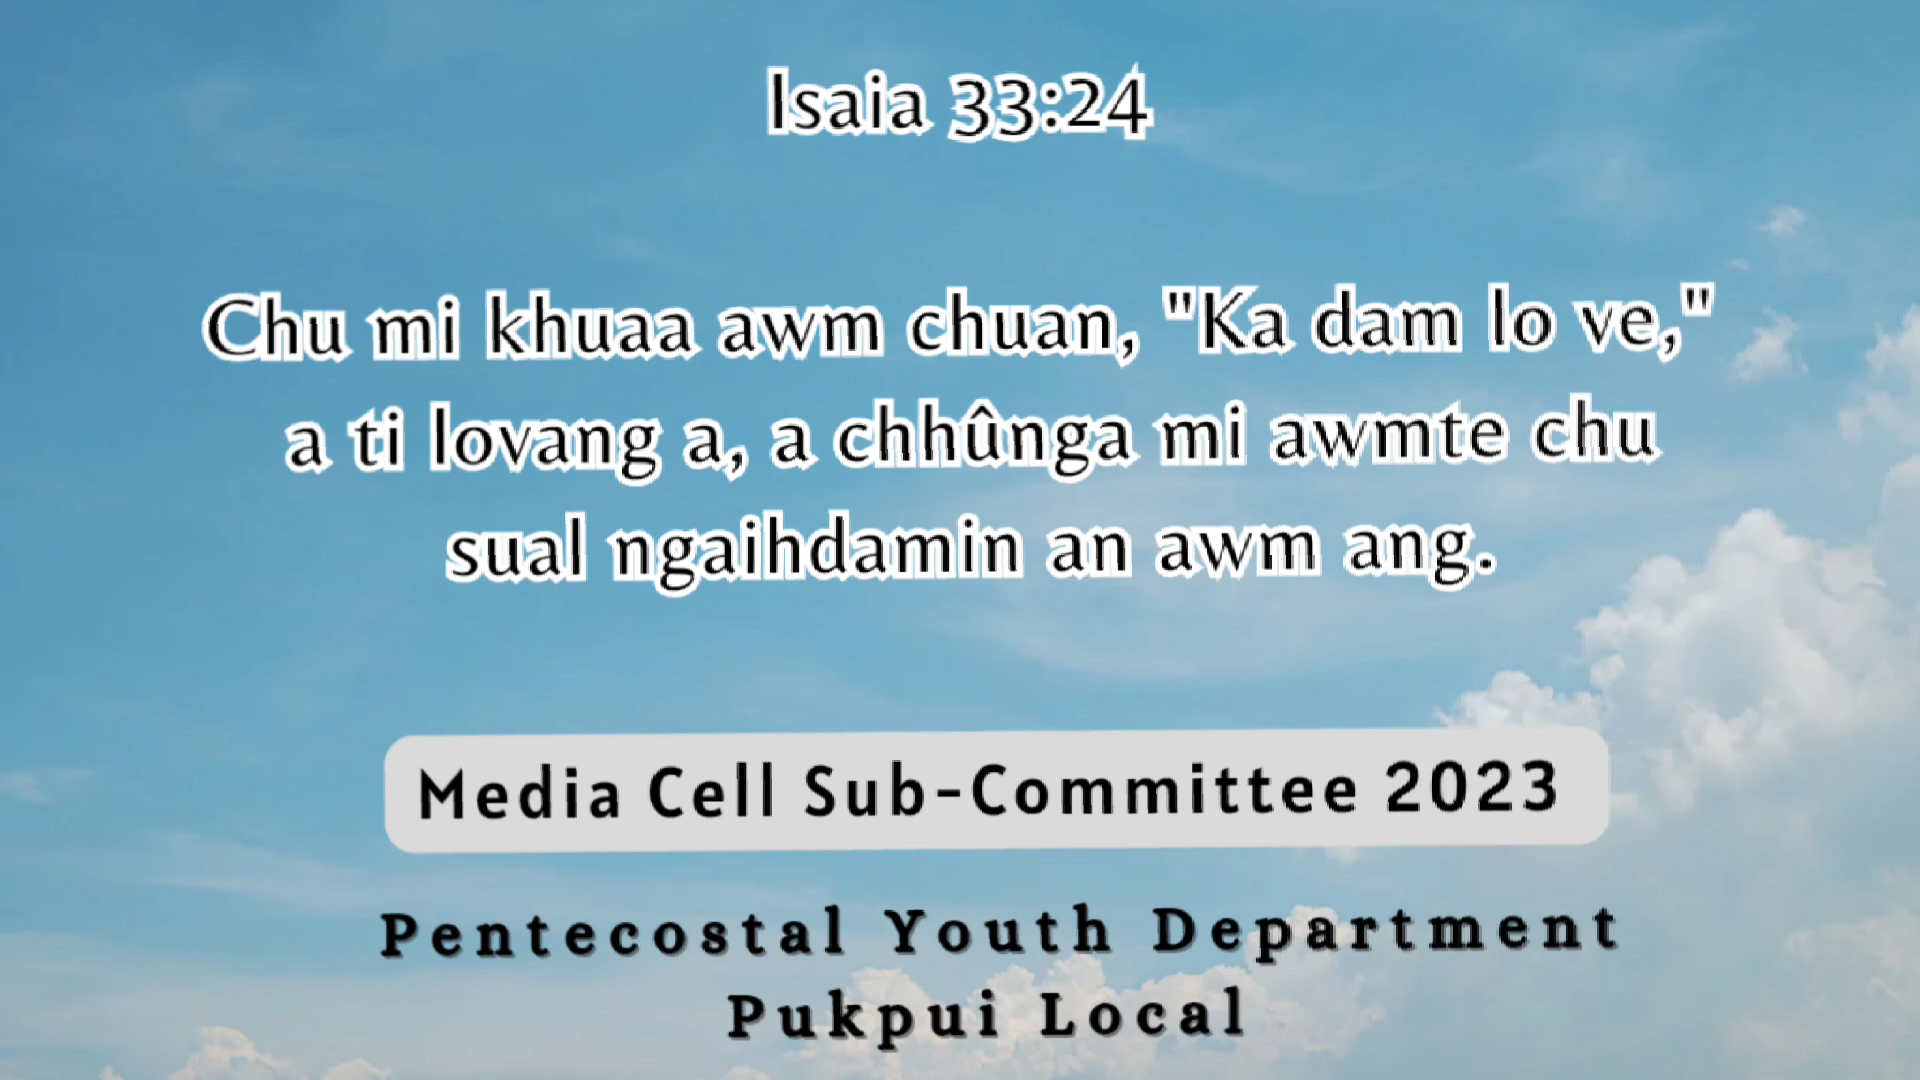 Isaia 33:24
Chu mi khuaa awm chuan, "Ka dam lo ve,"
a ti lovang a, a chhûnga mi awmte chu
sual ngaihdamin an awm ang.
Media Cell Sub-Committee 2023
Pentecostal Youth Department
Pukpui Local